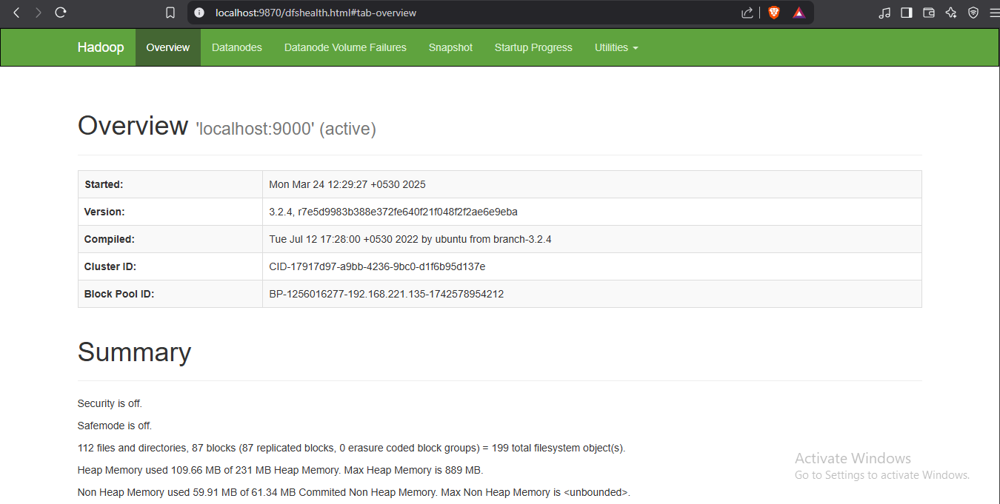 localhost:9870/dfshealth.html#tab-overview
Hadoop Overview Datanodes Datanode Volume Failures Snapshot Startup Progress Utilities
Overview 'localhost:9000' (active)
Started: Mon Mar 24 12:29:27 +0530 2025
Version: 3.2.4, r7e5d9983b388e372fe640f21f048f2f2ae6e9eba
Compiled: Tue Jul 12 17:28:00 +0530 2022 by ubuntu from branch-3.2.4
Cluster ID: CID-17917d97-a9bb-4236-9bc0-d1f6b95d137e
Block Pool ID: BP-1256016277-192.168.221.135-1742578954212
Summary
Security is off.
Safemode is off.
112 files and directories, 87 blocks (87 replicated blocks, 0 erasure coded block groups) = 199 total filesystem object(s).
Heap Memory used 109.66 MB of 231 MB Heap Memory. Max Heap Memory is 889 MB.
Non Heap Memory used 59.91 MB of 61.34 MB Commited Non Heap Memory. Max Non Heap Memory is <unbounded>.
Activate Windows
Go to Settings to activate Windows.